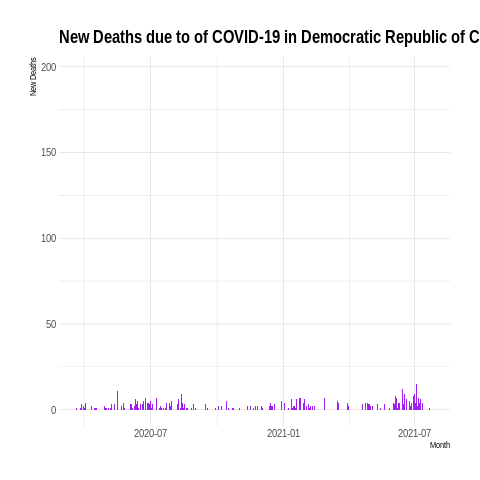 New Deaths due to of COVID-19 in Democratic Republic of C
New Deaths
200
150
100
50
0
2020-07
2021-01
2021-07
Month